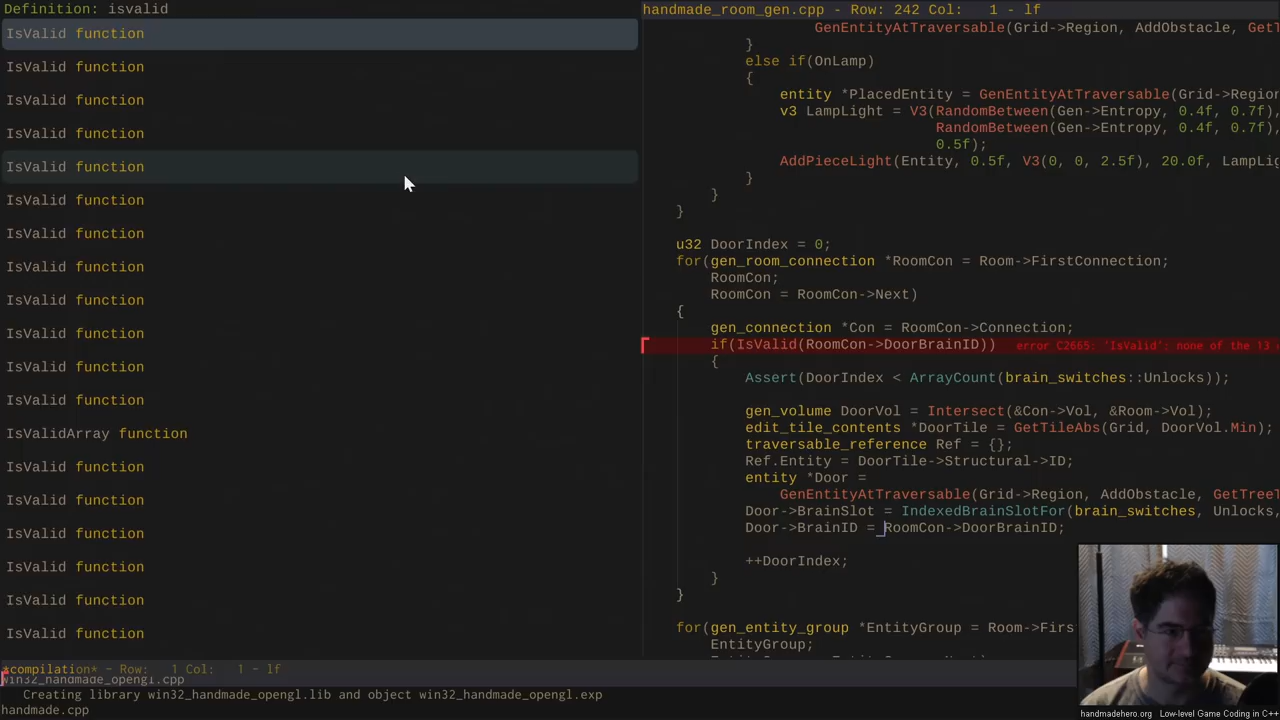 Definition: isvalid
IsValid function
IsValid function
IsValid function
IsValid function
IsValid function
IsValid function
IsValid function
IsValid function
IsValid function
IsValid function
IsValid function
IsValid function
IsValidArray function
IsValid function
IsValid function
IsValid function
IsValid function
IsValid function
IsValid function
*compilation* - Row: 1 Col: 1 - lf
win32_handmade_opengl.cpp
Creating library win32_handmade_opengl.lib and object win32_handmade_opengl.exp
handmade.cpp
handmade_room_gen.cpp - Row: 242 Col: 1 - lf
GenEntityAtTraversable(Grid->Region, AddObstacle, GetT
}
else if(OnLamp)
{
entity *PlacedEntity = GenEntityAtTraversable(Grid->Region
v3 LampLight = V3(RandomBetween(Gen->Entropy, 0.4f, 0.7f),
RandomBetween(Gen->Entropy, 0.4f, 0.7f),
0.5f);
AddPieceLight(Entity, 0.5f, V3(0, 0, 2.5f), 20.0f, LampLig
}
}
}
u32 DoorIndex = 0;
for(gen_room_connection *RoomCon = Room->FirstConnection;
RoomCon;
RoomCon = RoomCon->Next)
{
gen_connection *Con = RoomCon->Connection;
if(IsValid(RoomCon->DoorBrainID)) error C2665: 'IsValid': none of the 13
{
Assert(DoorIndex < ArrayCount(brain_switches::Unlocks));
gen_volume DoorVol = Intersect(&Con->Vol, &Room->Vol);
edit_tile_contents *DoorTile = GetTileAbs(Grid, DoorVol.Min);
traversable_reference Ref = {};
Ref.Entity = DoorTile->Structural->ID;
entity *Door =
GenEntityAtTraversable(Grid->Region, AddObstacle, GetTreeT
Door->BrainSlot = IndexedBrainSlotFor(brain_switches, Unlocks,
Door->BrainID = RoomCon->DoorBrainID;
++DoorIndex;
}
}
for(gen_entity_group *EntityGroup = Room->Firs
EntityGroup;
handmadehero.org Low-level Game Coding in C++